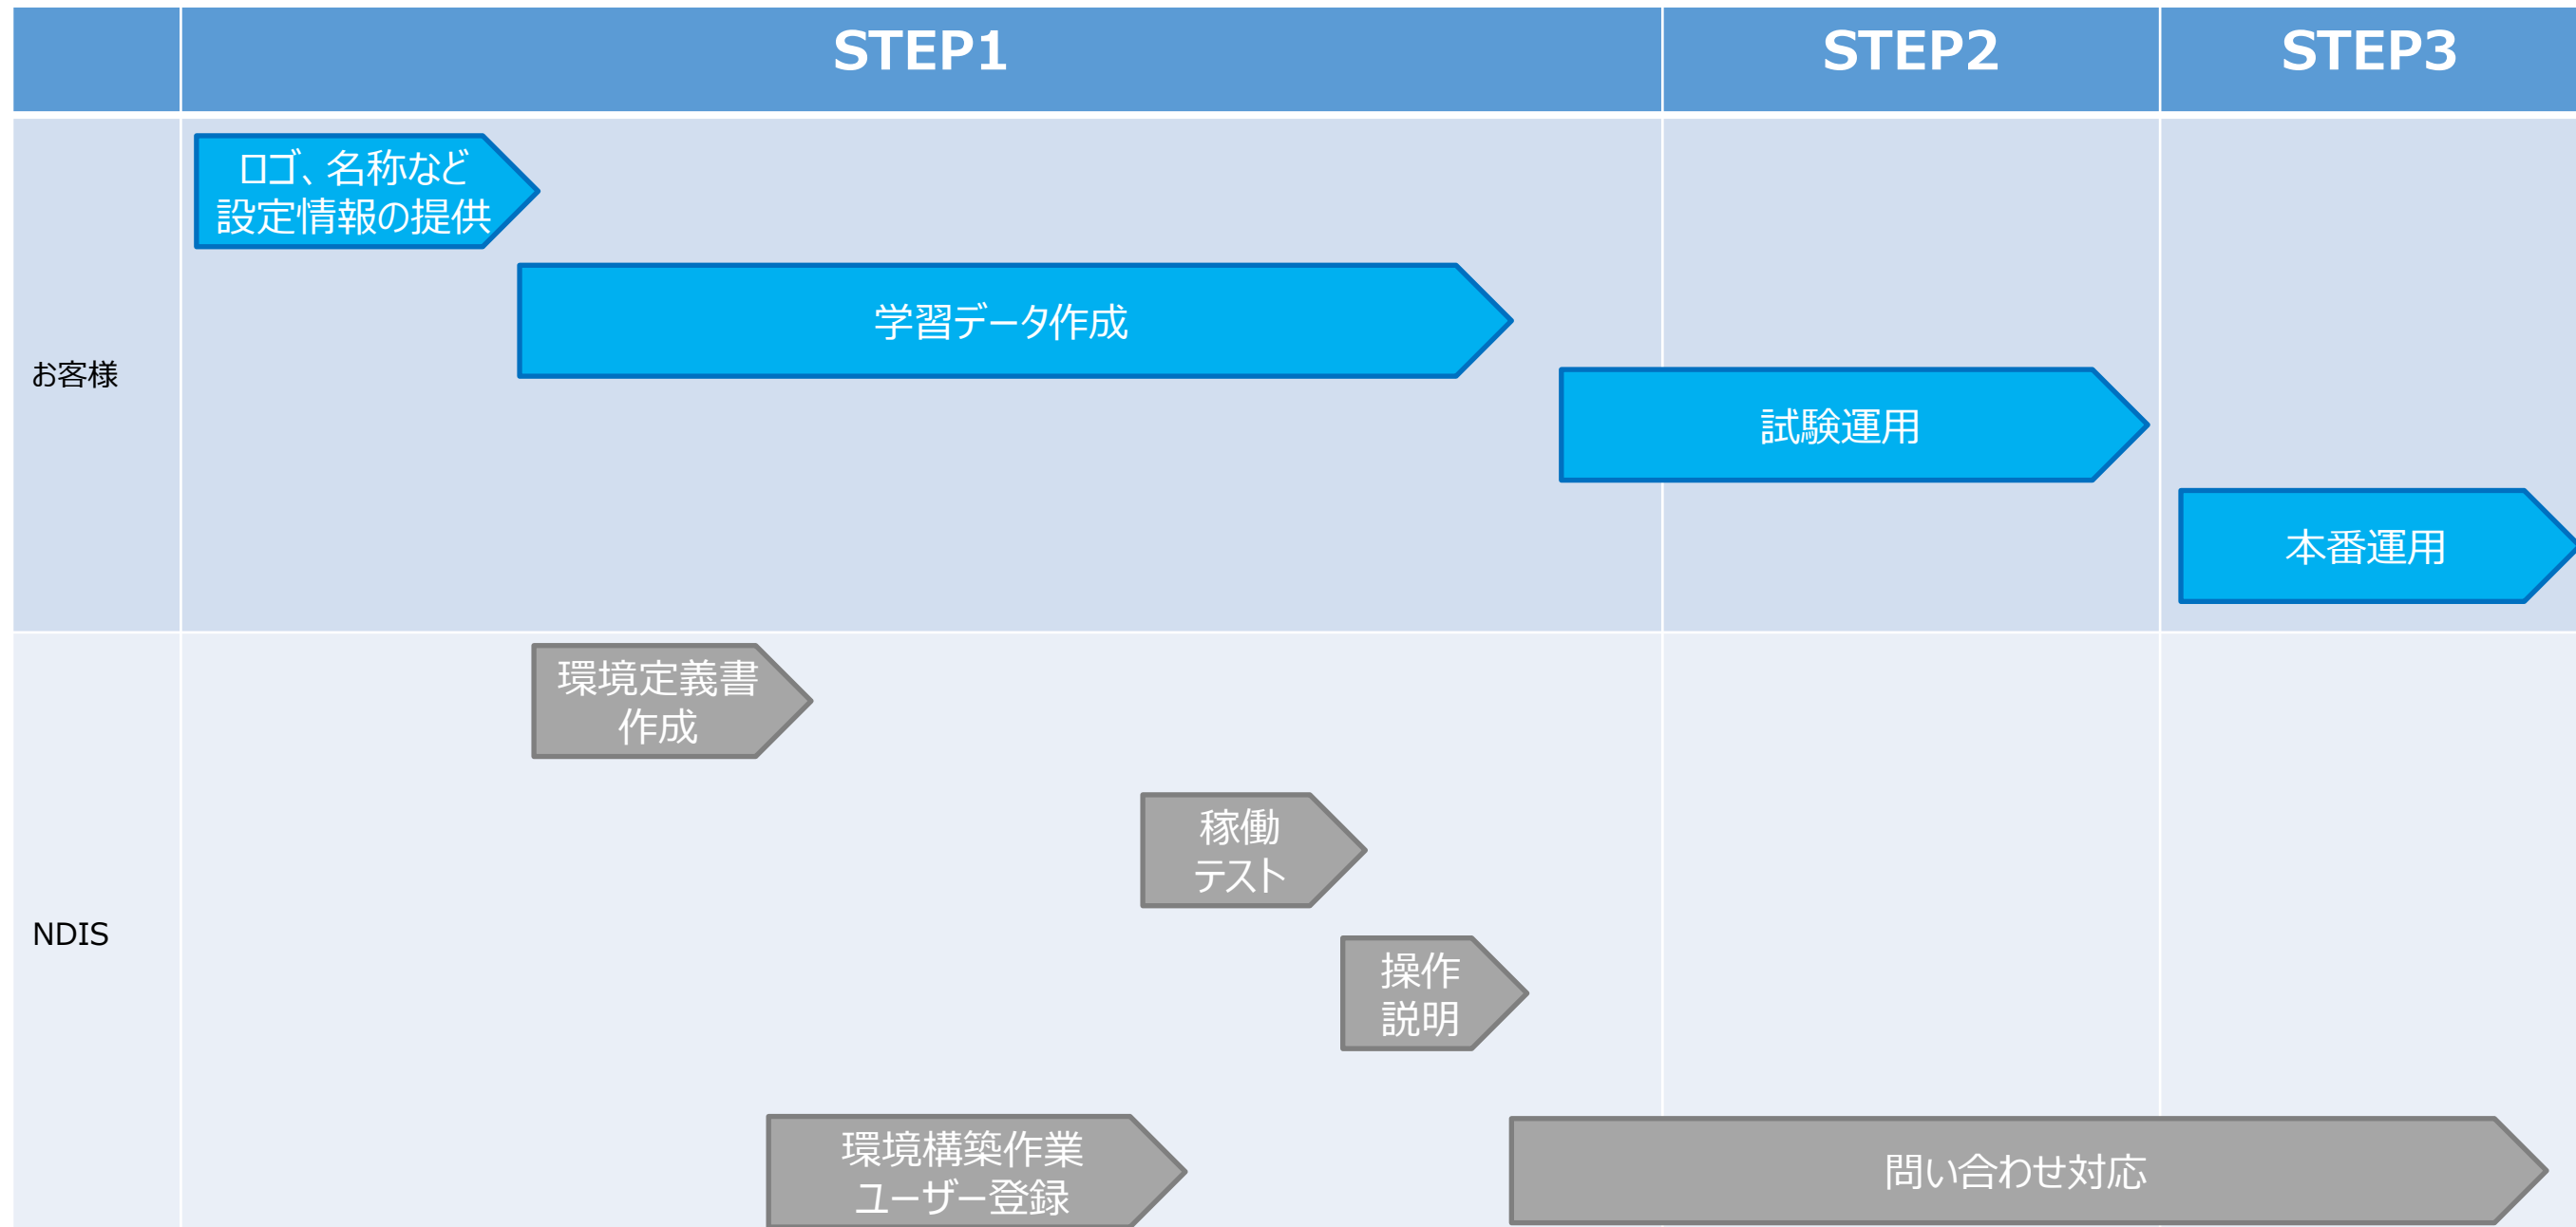 STEP1
STEP2
STEP3
お客様
ロゴ、名称など
設定情報の提供
学習データ作成
試験運用
本番運用
NDIS
環境定義書
作成
稼働
テスト
操作
説明
環境構築作業
ユーザー登録
問い合わせ対応